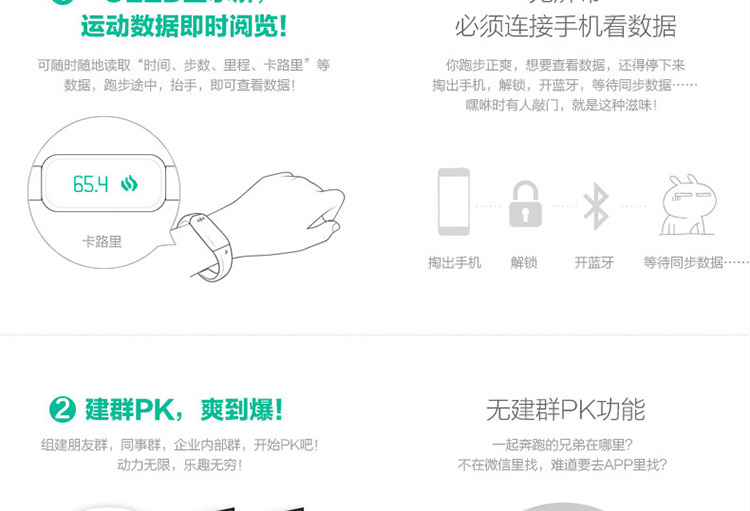 运动数据即时阅览!
可随时随地读取“时间、步数、里程、卡路里”等
数据，跑步途中，抬手，即可查看数据!
65.4
卡路里
必须连接手机看数据
你跑步正爽，想要查看数据，还得停下来
掏出手机，解锁，开蓝牙，等待同步数据……
嘿咻时有人敲门，就是这种滋味!
掏出手机
解锁
开蓝牙
等待同步数据……
2 建群PK，爽到爆!
组建朋友群，同事群，企业内部群，开始PK吧!
动力无限，乐趣无穷!
无建群PK功能
一起奔跑的兄弟在哪里?
不在微信里找，难道要去APP里找?